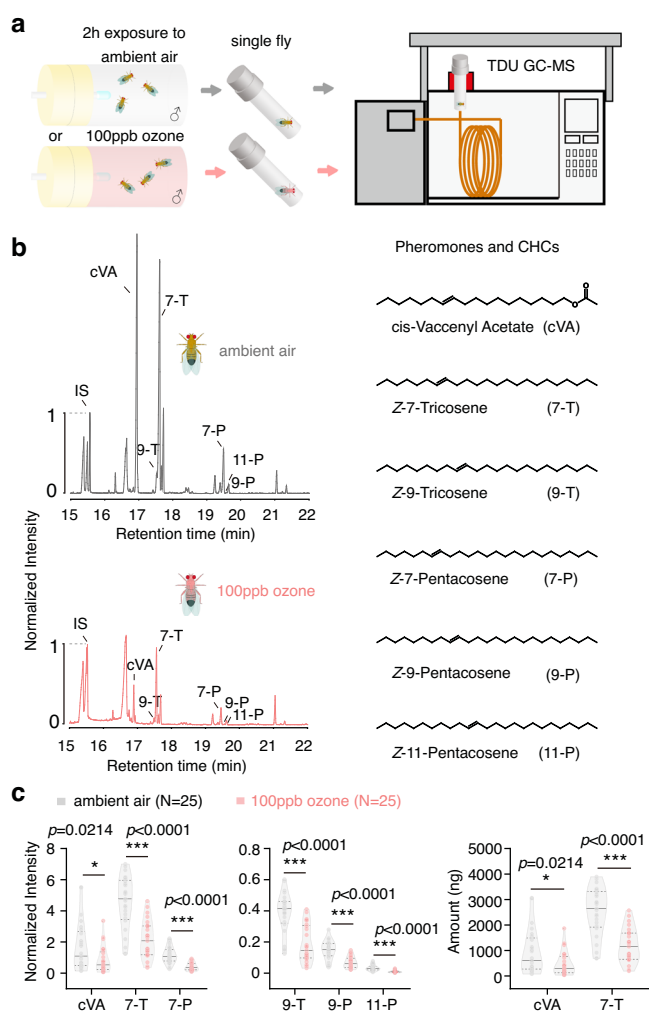 a
2h exposure to
ambient air
single fly
TDU GC-MS
♂
or 100ppb ozone
♂
b
Pheromones and CHCs
cVA
7-T
ambient air
IS
1
7-P
9-T
11-P
9-P
0
15 16 17 18 19 20 21 22
Retention time (min)
Normalized Intensity
100ppb ozone
IS
7-T
1
cVA
9-T
7-P
9-P
11-P
0
15 16 17 18 19 20 21 22
Retention time (min)
O
O
cis-Vaccenyl Acetate (cVA)
Z-7-Tricosene (7-T)
Z-9-Tricosene (9-T)
Z-7-Pentacosene (7-P)
Z-9-Pentacosene (9-P)
Z-11-Pentacosene (11-P)
c
ambient air (N=25) 100ppb ozone (N=25)
Normalized Intensity
8
6
4
2
0
p=0.0214 p<0.0001
* ***
p<0.0001
***
cVA 7-T 7-P
0.8
0.6
0.4
0.2
0
p<0.0001
***
p<0.0001
***
p<0.0001
***
9-T 9-P 11-P
Amount (ng)
5000
4000
3000
2000
1000
0
p<0.0001
p=0.0214 ***
*
cVA 7-T